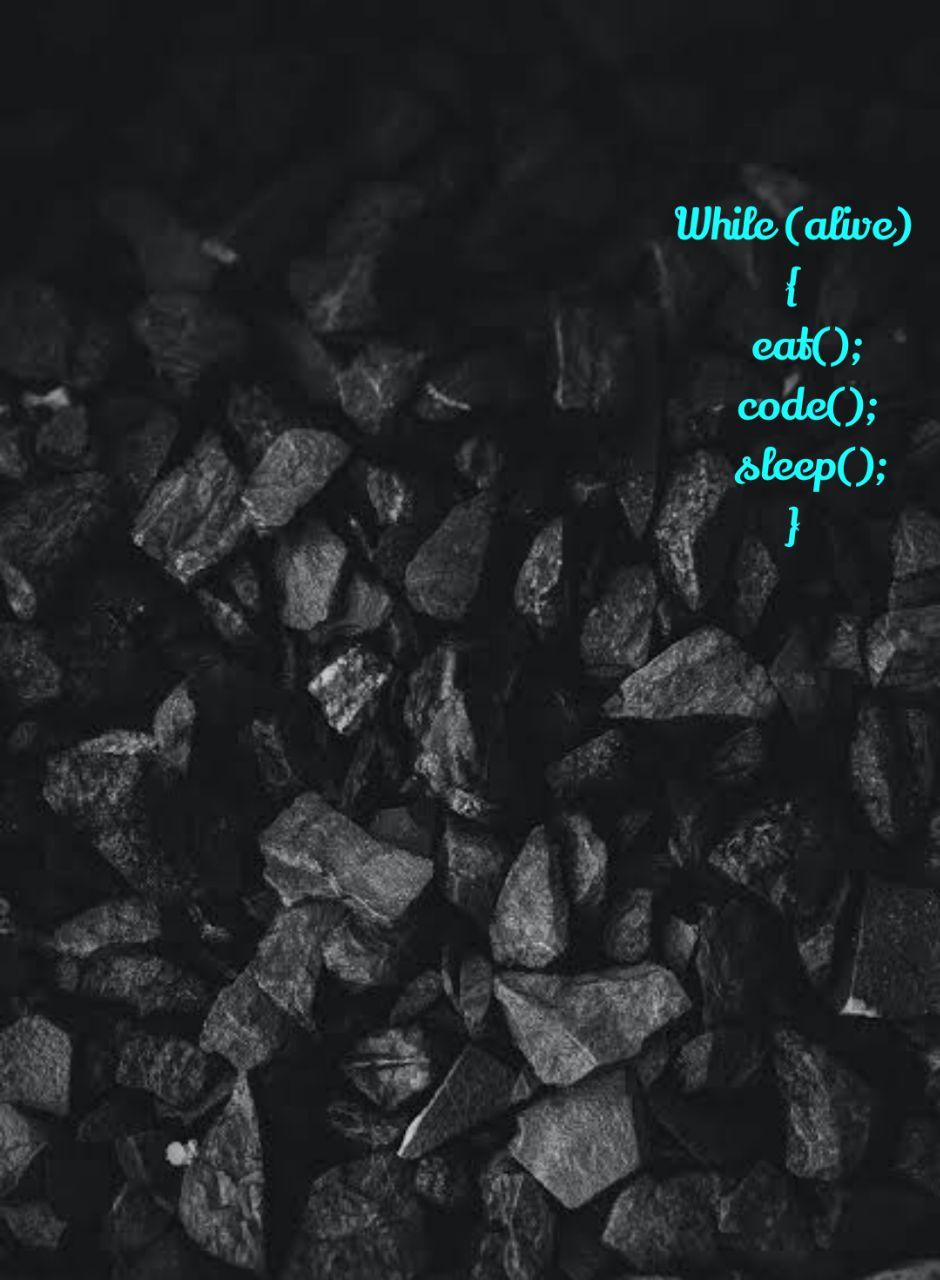 While (alive)
{
eat();
code();
sleep();
}